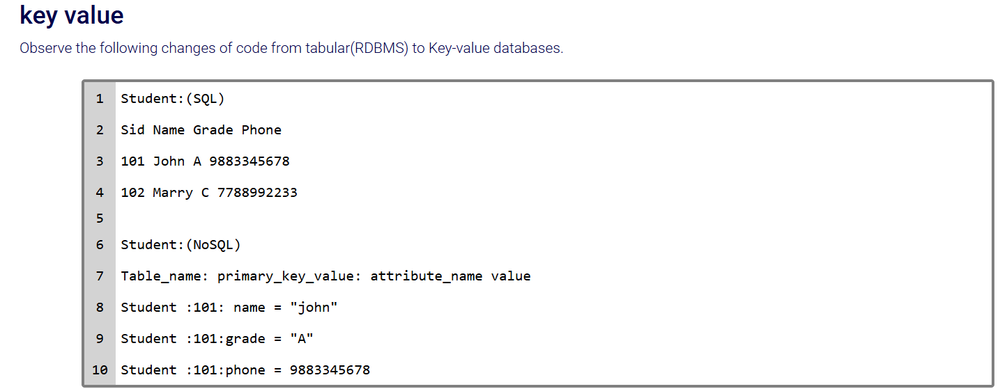 key value
Observe the following changes of code from tabular(RDBMS) to Key-value databases.
1 Student:(SQL)
2 Sid Name Grade Phone
3 101 John A 9883345678
4 102 Marry C 7788992233
5
6 Student:(NoSQL)
7 Table_name: primary_key_value: attribute_name value
8 Student :101: name = "john"
9 Student :101:grade = "A"
10 Student :101:phone = 9883345678